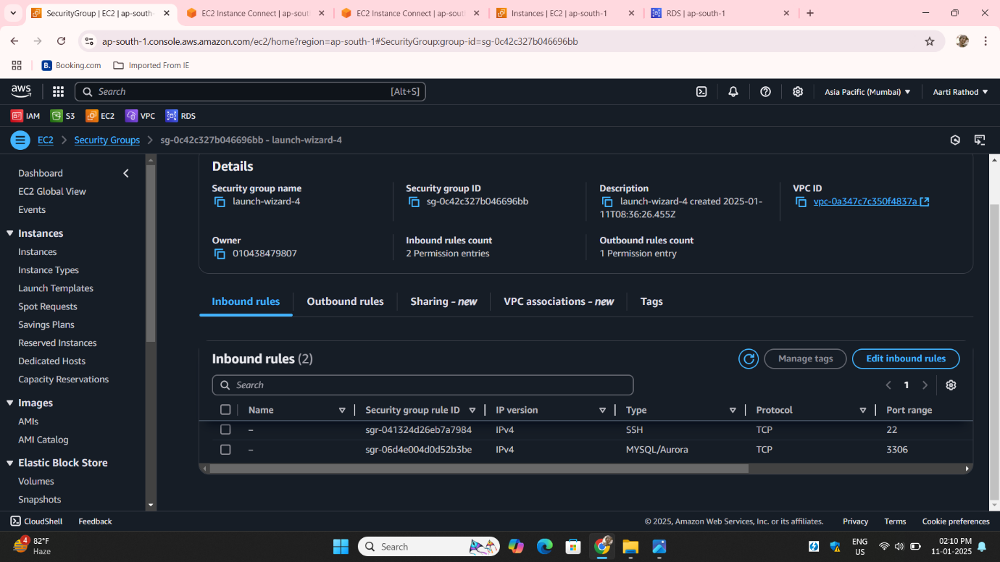 SecurityGroup | EC2 | ap-south-
EC2 Instance Connect | ap-sout
EC2 Instance Connect | ap-sout
Instances | EC2 | ap-south-1
RDS | ap-south-1
ap-south-1.console.aws.amazon.com/ec2/home?region=ap-south-1#SecurityGroup:group-id=sg-0c42c327b046696bb
B. Booking.com
Imported From IE
aws
Search [Alt+S]
Asia Pacific (Mumbai)
Aarti Rathod
IAM S3 EC2 VPC RDS
EC2 Security Groups sg-0c42c327b046696bb - launch-wizard-4
Dashboard
EC2 Global View
Events
Instances
Instances
Instance Types
Launch Templates
Spot Requests
Savings Plans
Reserved Instances
Dedicated Hosts
Capacity Reservations
Images
AMIs
AMI Catalog
Elastic Block Store
Volumes
Snapshots
Details
Security group name
launch-wizard-4
Security group ID
sg-0c42c327b046696bb
Description
launch-wizard-4 created 2025-01-
11T08:36:26.455Z
VPC ID
vpc-0a347c7c350f4837a
Owner
010438479807
Inbound rules count
2 Permission entries
Outbound rules count
1 Permission entry
Inbound rules Outbound rules Sharing - new VPC associations - new Tags
Inbound rules (2)
Manage tags
Edit inbound rules
Search
1
Name Security group rule ID IP version Type Protocol Port range
– sgr-041324d26eb7a7984 IPv4 SSH TCP 22
– sgr-06d4e004d0d52b3be IPv4 MYSQL/Aurora TCP 3306
CloudShell Feedback
© 2025, Amazon Web Services, Inc. or its affiliates. Privacy Terms Cookie preferences
4
82°F
Haze
Search
ENG
US
02:10 PM
11-01-2025